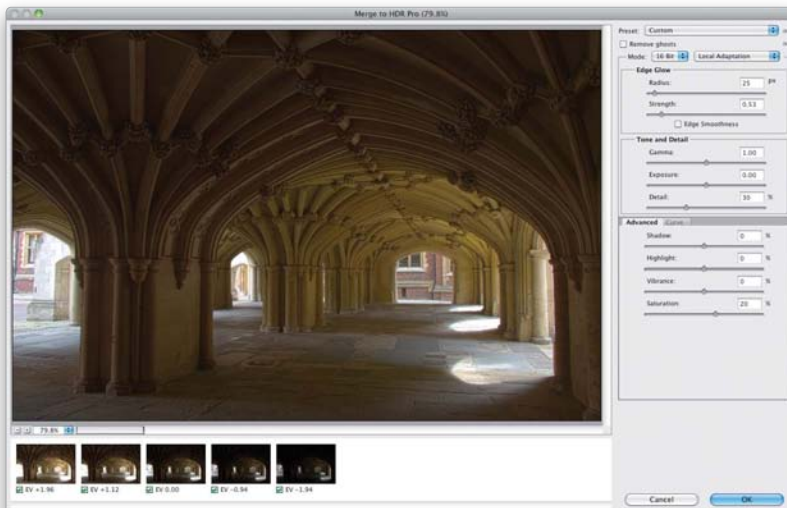 Merge to HDR Pro (79.8%)
Preset: Custom
Remove ghosts
Mode: 16 Bit Local Adaptation
Edge Glow
Radius: 25 px
Strength: 0.53
Edge Smoothness
Tone and Detail
Gamma: 1.00
Exposure: 0.00
Detail: 30 %
Advanced Curve
Shadow: 0 %
Highlight: 0 %
Vibrance: 0 %
Saturation: 20 %
79.8%
EV +1.96 EV +1.12 EV 0.00 EV -0.94 EV -1.94
Cancel OK